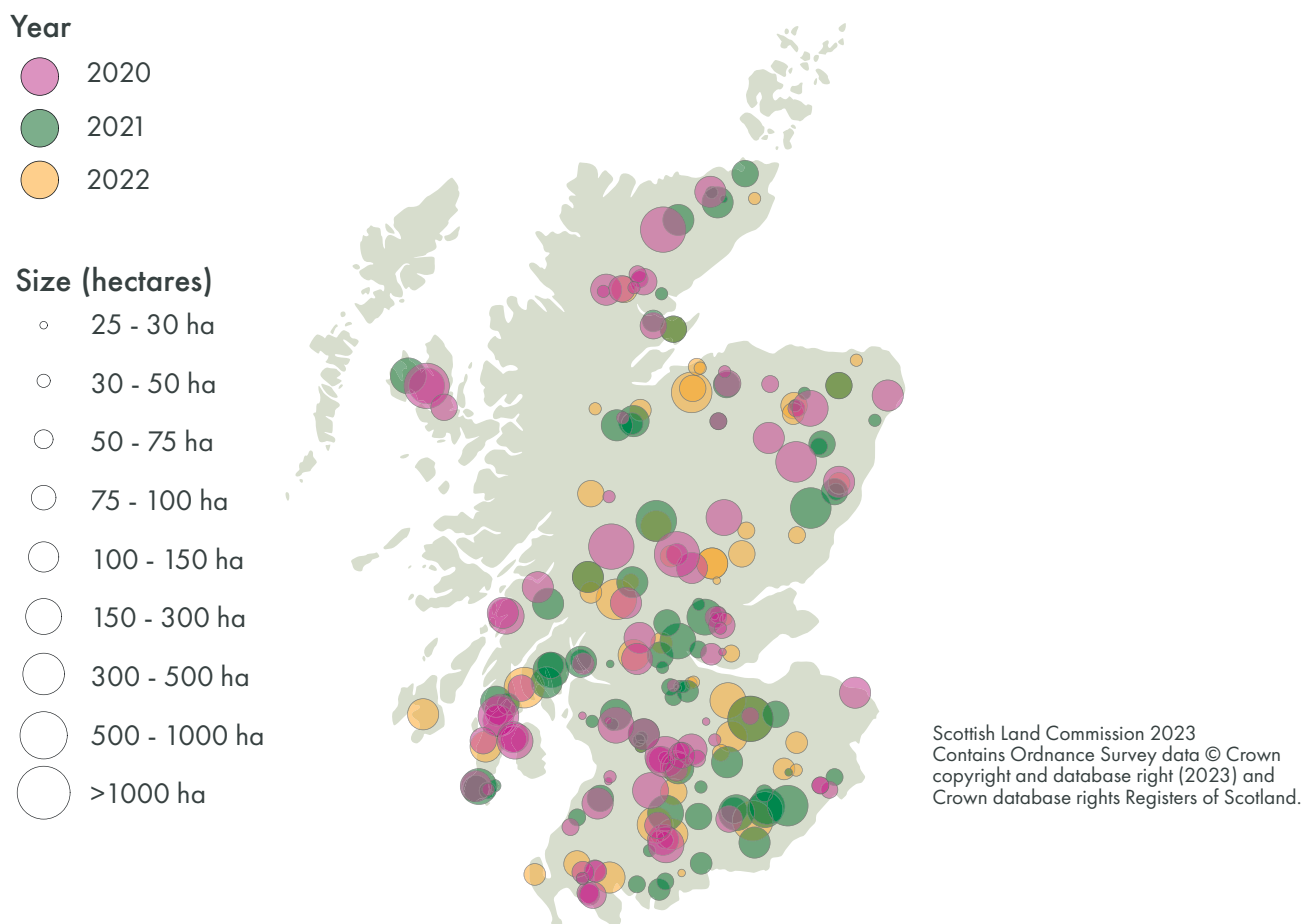 Year
2020
2021
2022
Size (hectares)
25 - 30 ha
30 - 50 ha
50 - 75 ha
75 - 100 ha
100 - 150 ha
150 - 300 ha
300 - 500 ha
500 - 1000 ha
>1000 ha
Scottish Land Commission 2023
Contains Ordnance Survey data © Crown
copyright and database right (2023) and
Crown database rights Registers of Scotland.